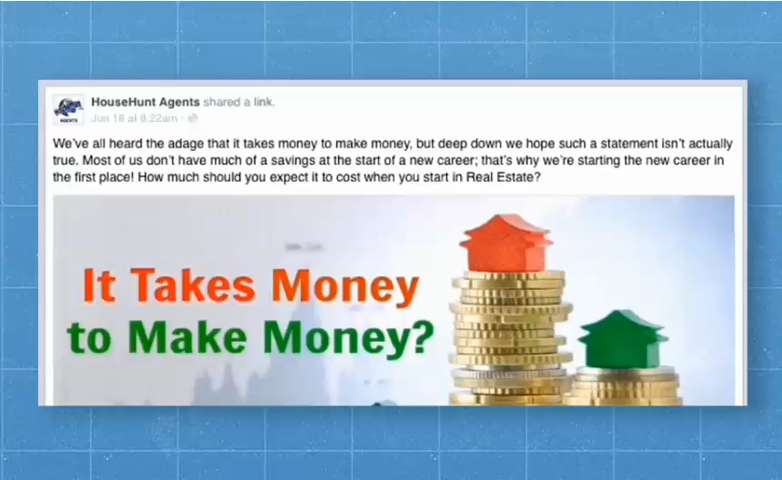 HouseHunt Agents shared a link.
Jun 18 at 8:22am
We've all heard the adage that it takes money to make money, but deep down we hope such a statement isn't actually
true. Most of us don't have much of a savings at the start of a new career; that's why we're starting the new career in
the first place! How much should you expect it to cost when you start in Real Estate?
It Takes Money
to Make Money?